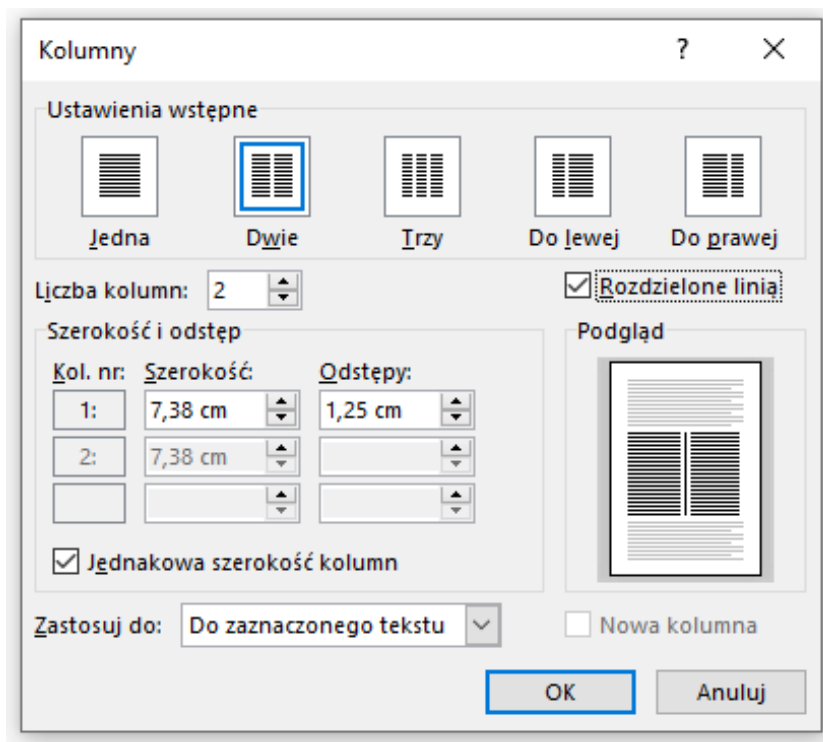 Kolumny ?
Ustawienia wstępne
Jedna Dwie Trzy Do lewej Do prawej
Liczba kolumn: 2 Rozdzielone linią
Szerokość i odstęp Podgląd
Kol. nr: Szerokość: Odstępy:
1: 7,38 cm 1,25 cm
2: 7,38 cm
Jednakowa szerokość kolumn
Zastosuj do: Do zaznaczonego tekstu Nowa kolumna
OK Anuluj